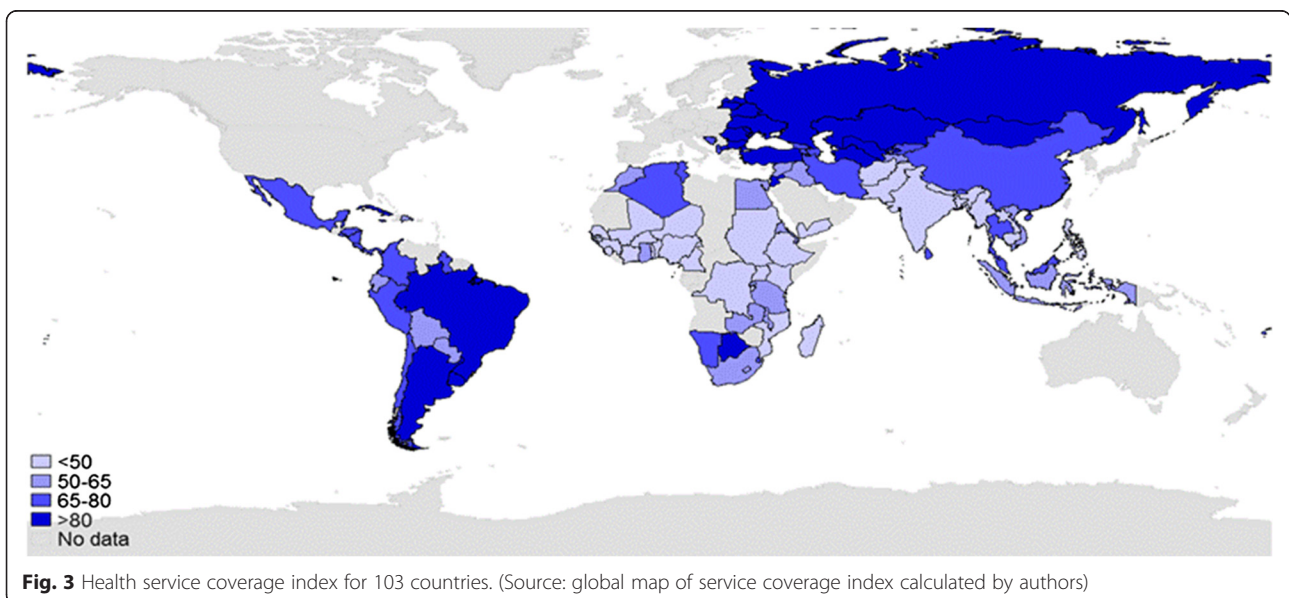 <50
50-65
65-80
>80
No data
Fig. 3 Health service coverage index for 103 countries. (Source: global map of service coverage index calculated by authors)